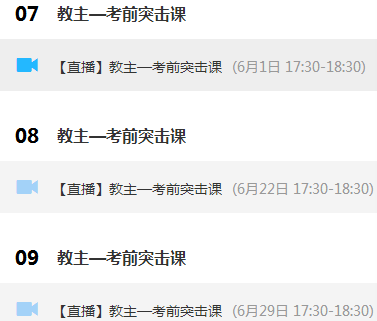 07 教主—考前突击课
【直播】教主—考前突击课 (6月1日 17:30-18:30)
08 教主—考前突击课
【直播】教主—考前突击课 (6月22日 17:30-18:30)
09 教主—考前突击课
【直播】教主—考前突击课 (6月29日 17:30-18:30)